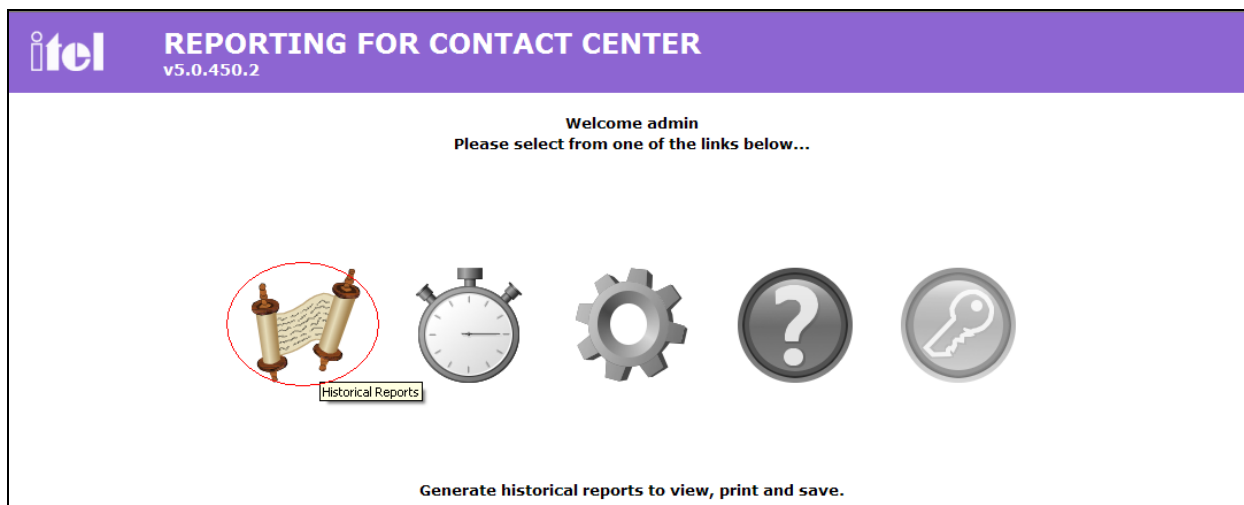 itel
REPORTING FOR CONTACT CENTER
v5.0.450.2
Welcome admin
Please select from one of the links below...
?
Historical Reports
Generate historical reports to view, print and save.